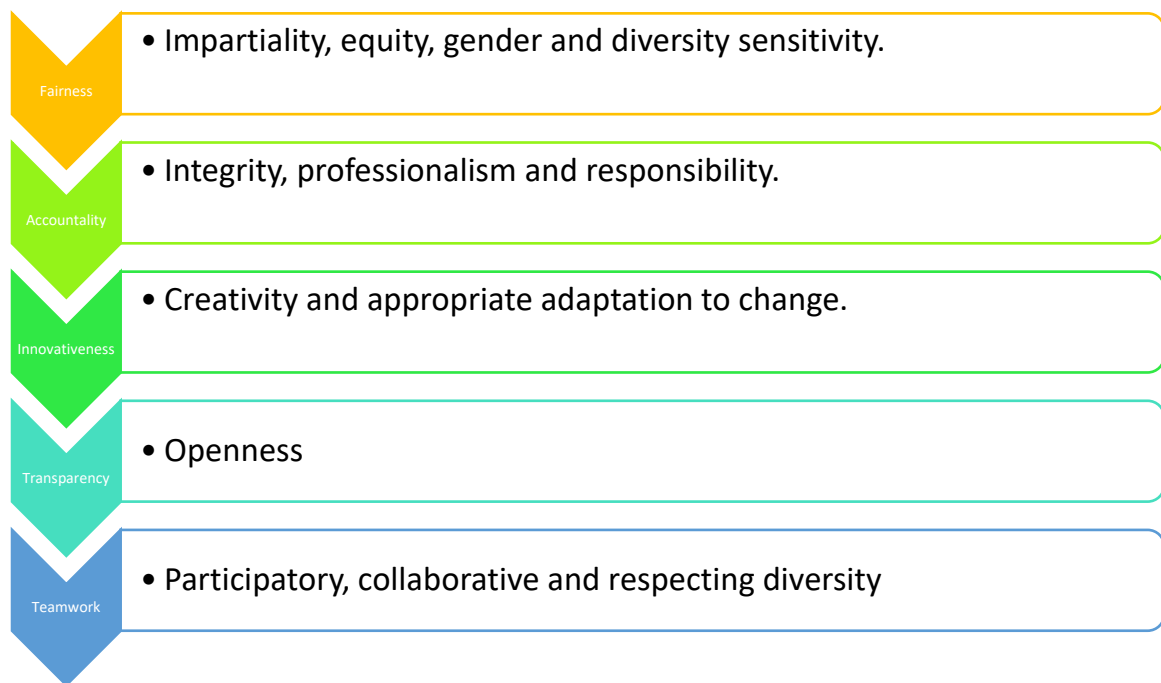 Fairness
• Impartiality, equity, gender and diversity sensitivity.
Accountality
• Integrity, professionalism and responsibility.
Innovativeness
• Creativity and appropriate adaptation to change.
Transparency
• Openness
Teamwork
• Participatory, collaborative and respecting diversity